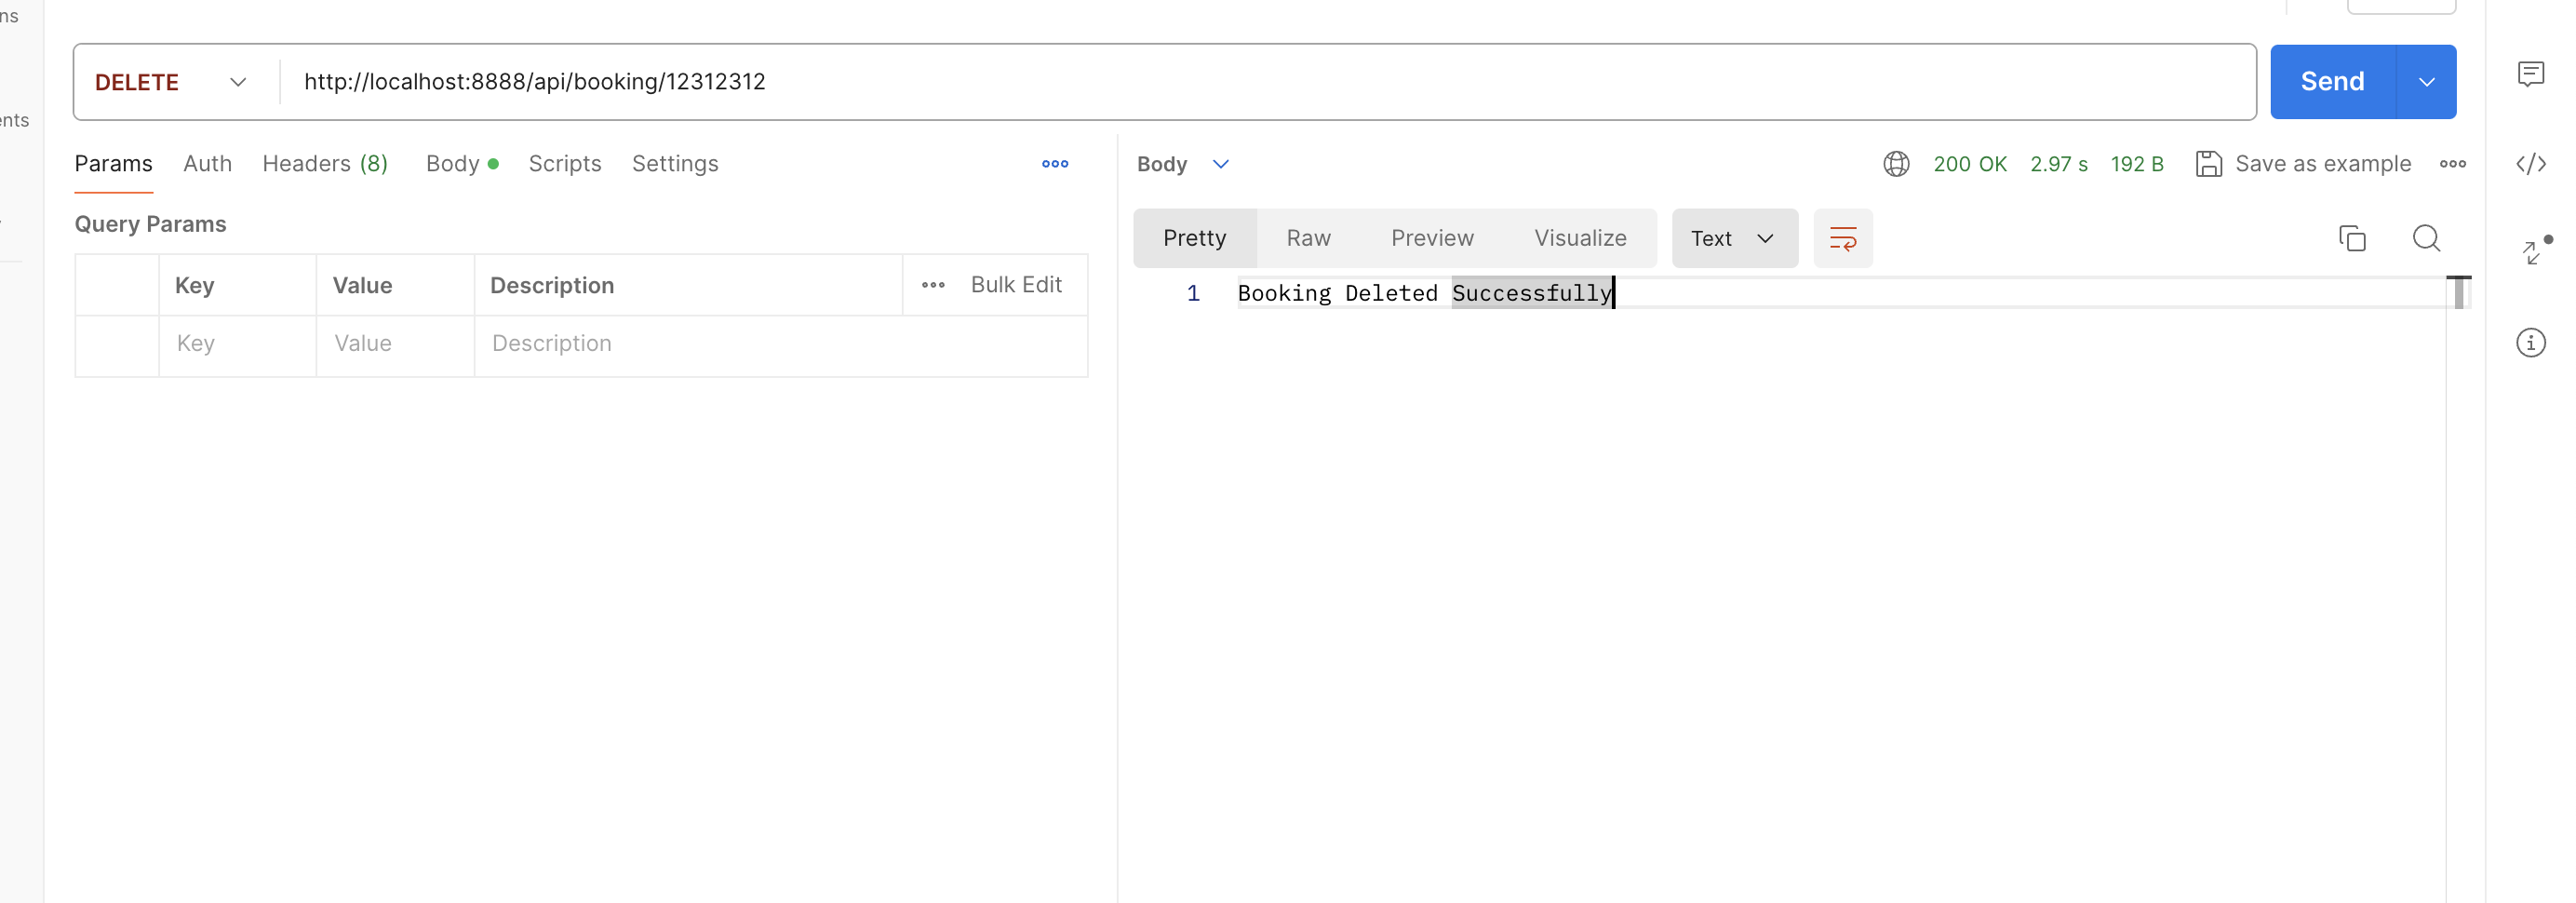 ns
DELETE
http://localhost:8888/api/booking/12312312
Send
ents
Params Auth Headers (8) Body Scripts Settings
Query Params
Key Value Description Bulk Edit
Key Value Description
Body
200 OK 2.97 s 192 B Save as example
Pretty Raw Preview Visualize Text
1 Booking Deleted Successfully